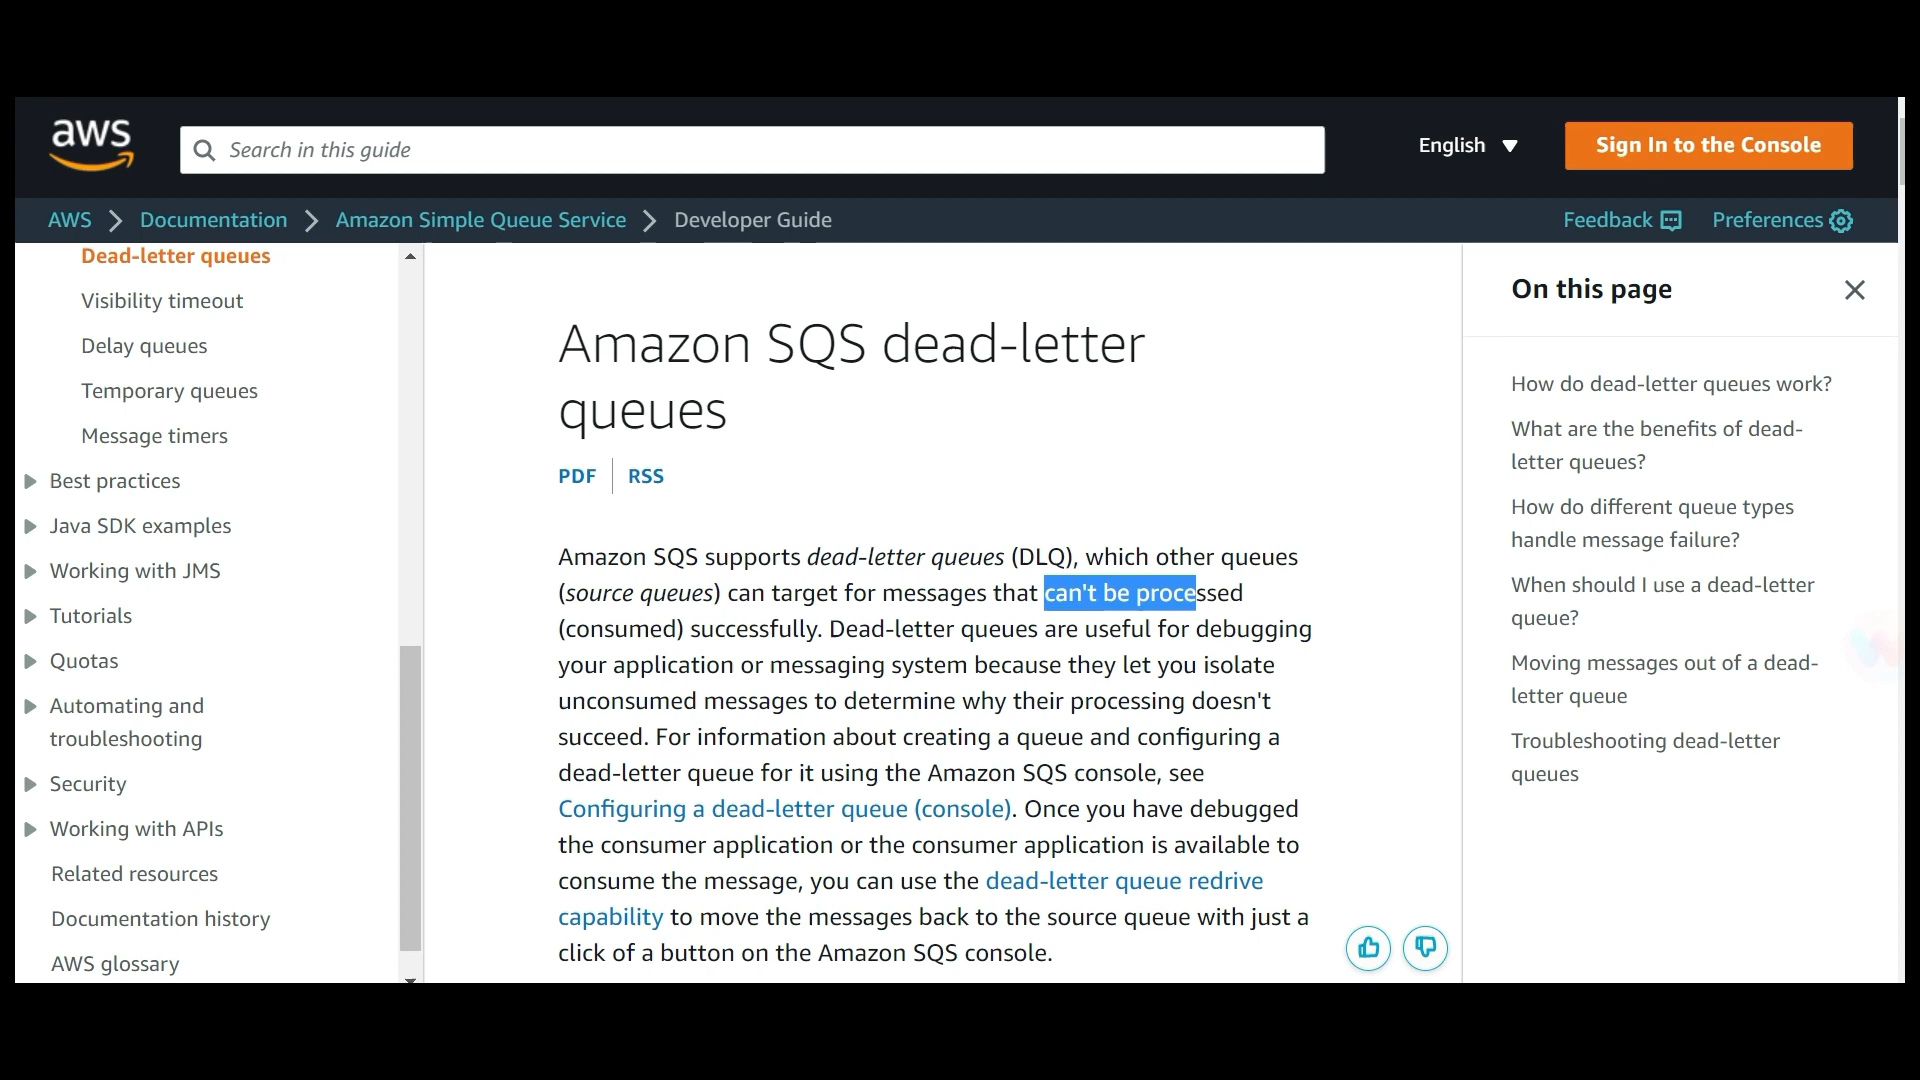 aws
Search in this guide
English
Sign In to the Console
AWS
Documentation
Amazon Simple Queue Service
Developer Guide
Feedback
Preferences
Dead-letter queues
Visibility timeout
Delay queues
Temporary queues
Message timers
Best practices
Java SDK examples
Working with JMS
Tutorials
Quotas
Automating and
troubleshooting
Security
Working with APIs
Related resources
Documentation history
AWS glossary
Amazon SQS dead-letter
queues
PDF
RSS
Amazon SQS supports dead-letter queues (DLQ), which other queues
(source queues) can target for messages that can't be processed
(consumed) successfully. Dead-letter queues are useful for debugging
your application or messaging system because they let you isolate
unconsumed messages to determine why their processing doesn't
succeed. For information about creating a queue and configuring a
dead-letter queue for it using the Amazon SQS console, see
Configuring a dead-letter queue (console). Once you have debugged
the consumer application or the consumer application is available to
consume the message, you can use the dead-letter queue redrive
capability to move the messages back to the source queue with just a
click of a button on the Amazon SQS console.
On this page
How do dead-letter queues work?
What are the benefits of dead-
letter queues?
How do different queue types
handle message failure?
When should I use a dead-letter
queue?
Moving messages out of a dead-
letter queue
Troubleshooting dead-letter
queues